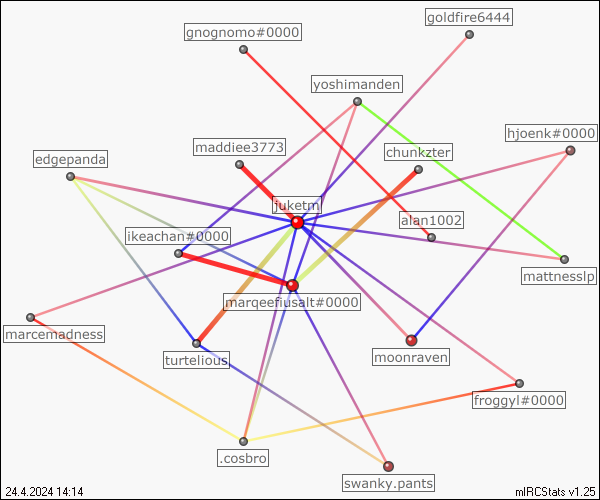 goldfire6444
gnognomo#0000
yoshimanden
hjoenk#0000
maddiee3773
chunkzter
edgepanda
juketn
alan1002
ikeachan#0000
mattnesslp
marqeefiusalt#0000
marcemadness
turtelious
moonraven
froggyl#0000
.cosbro
swanky.pants
24.4.2024 14:14
mIRCStats v1.25